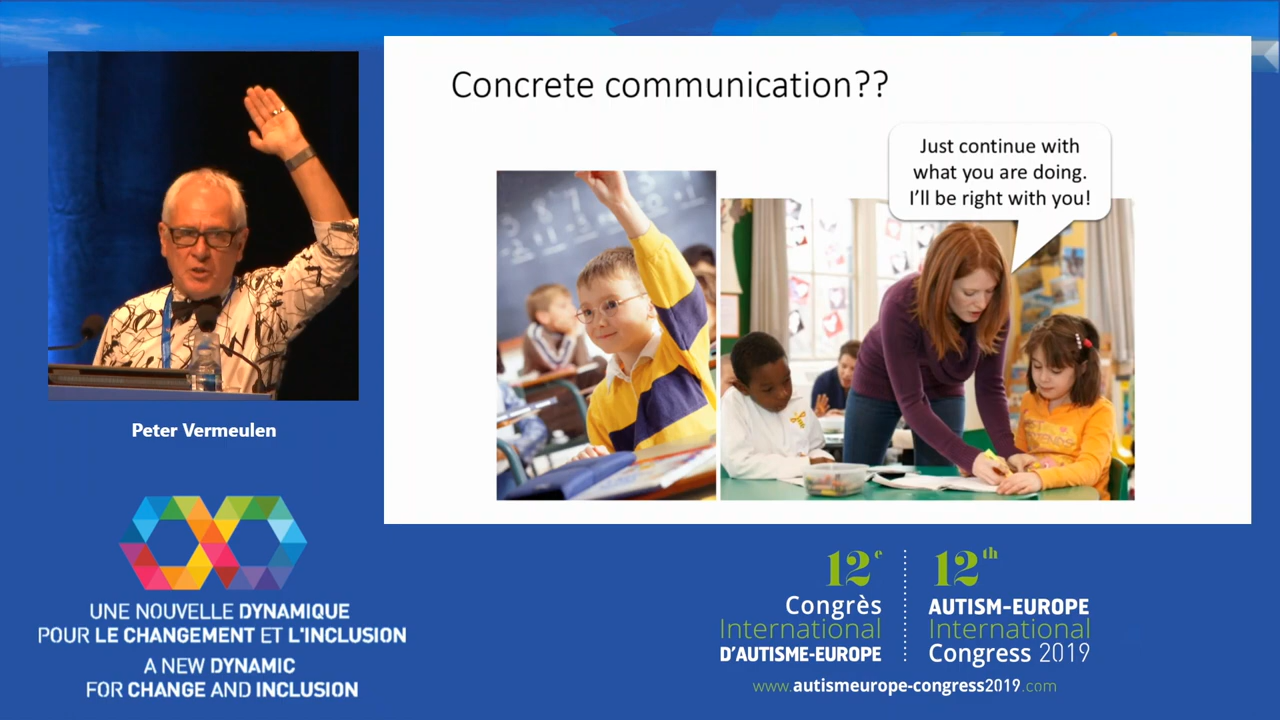 Concrete communication??
Just continue with
what you are doing.
I'll be right with you!
Peter Vermeulen
UNE NOUVELLE DYNAMIQUE
POUR LE CHANGEMENT ET L'INCLUSION
A NEW DYNAMIC
FOR CHANGE AND INCLUSION
12e
Congrès
International
D'AUTISME-EUROPE
12th
AUTISM-EUROPE
International
Congress 2019
www.autismeurope-congress2019.com